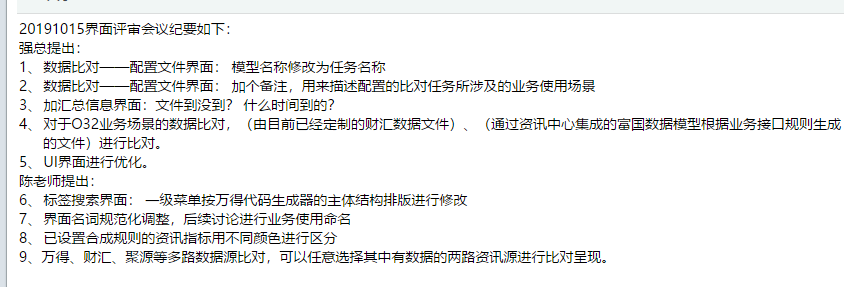 20191015界面评审会议纪要如下：
强总提出：
1、 数据比对——配置文件界面： 模型名称修改为任务名称
2、 数据比对——配置文件界面： 加个备注，用来描述配置的比对任务所涉及的业务使用场景
3、 加汇总信息界面：文件到没到？ 什么时间到的？
4、 对于O32业务场景的数据比对，（由目前已经定制的财汇数据文件）、（通过资讯中心集成的富国数据模型根据业务接口规则生成
的文件）进行比对。
5、 UI界面进行优化。
陈老师提出：
6、 标签搜索界面： 一级菜单按万得代码生成器的主体结构排版进行修改
7、 界面名词规范化调整，后续讨论进行业务使用命名
8、 已设置合成规则的资讯指标用不同颜色进行区分
9、万得、财汇、聚源等多路数据源比对，可以任意选择其中有数据的两路资讯源进行比对呈现。